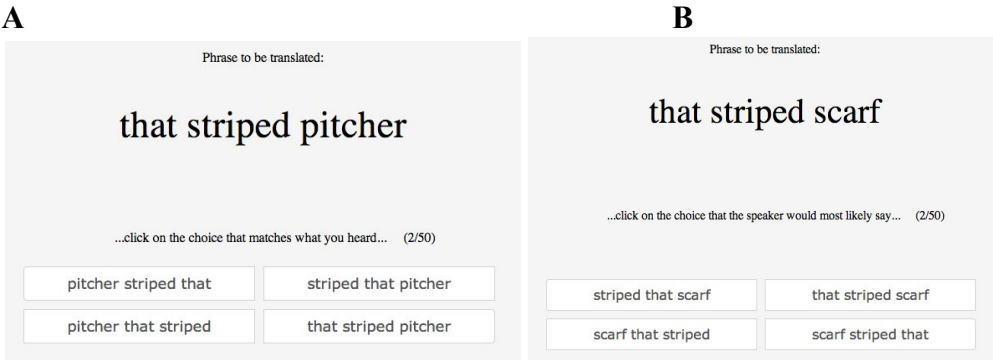 A
Phrase to be translated:
that striped pitcher
...click on the choice that matches what you heard... (2/50)
pitcher striped that
striped that pitcher
pitcher that striped
that striped pitcher
B
Phrase to be translated:
that striped scarf
...click on the choice that the speaker would most likely say... (2/50)
striped that scarf
that striped scarf
scarf that striped
scarf striped that